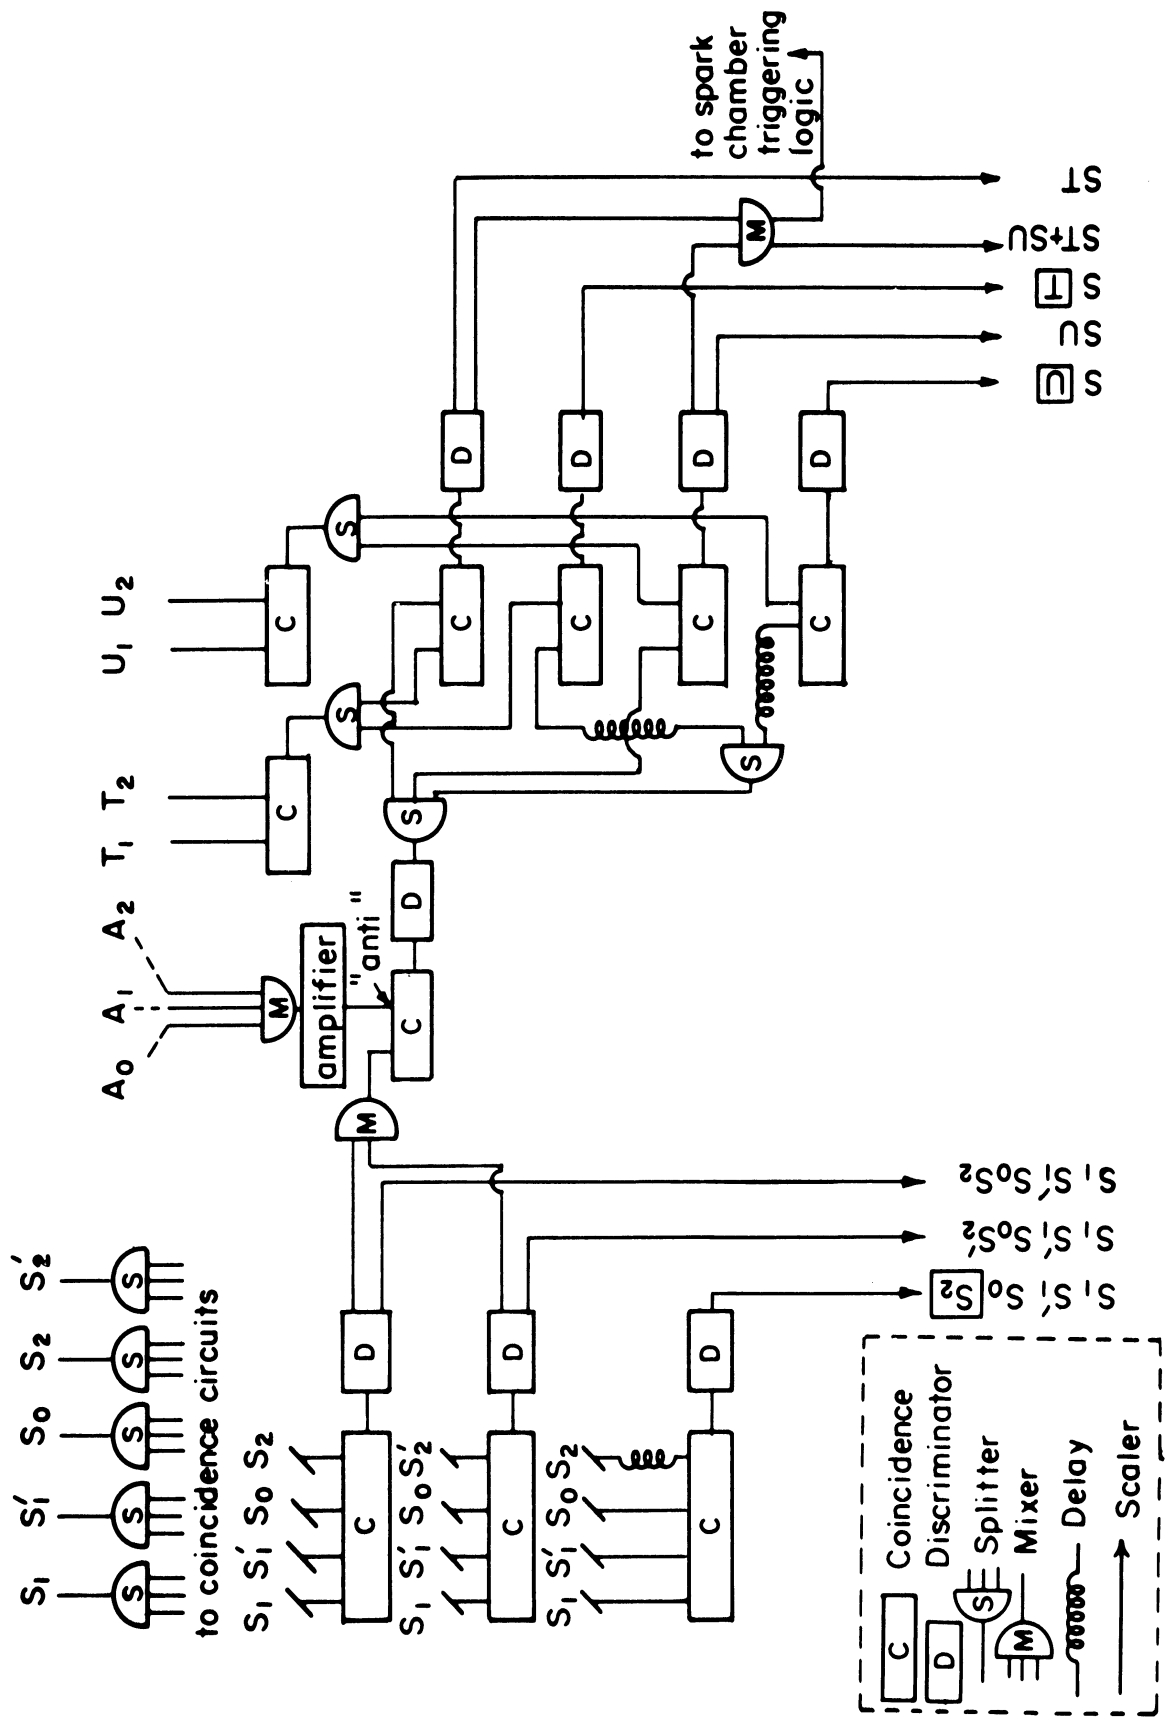 S₁ S₁′ S₀ S₂ S₂′
S S S S S
to coincidence circuits
A₀ A₁ A₂
T₁ T₂
U₁ U₂
M
amplifier
"anti"
C
C
S
S
S₁ S₁′ S₀ S₂
C
D
S₁ S₁′ S₀ S₂′
C
D
S₁ S₁′ S₀ S₂
C
D
M
C
D
S
S
C
D
C
D
C
D
C
D
M
to spark
chamber
triggering
logic
S₁ S₁′ S₀ S₂
S₁ S₁′ S₀ S₂′
S₁ S₁′ S₀ S₂
S U
SU
S T
ST+SU
ST
C Coincidence
D Discriminator
S Splitter
M Mixer
Delay
Scaler